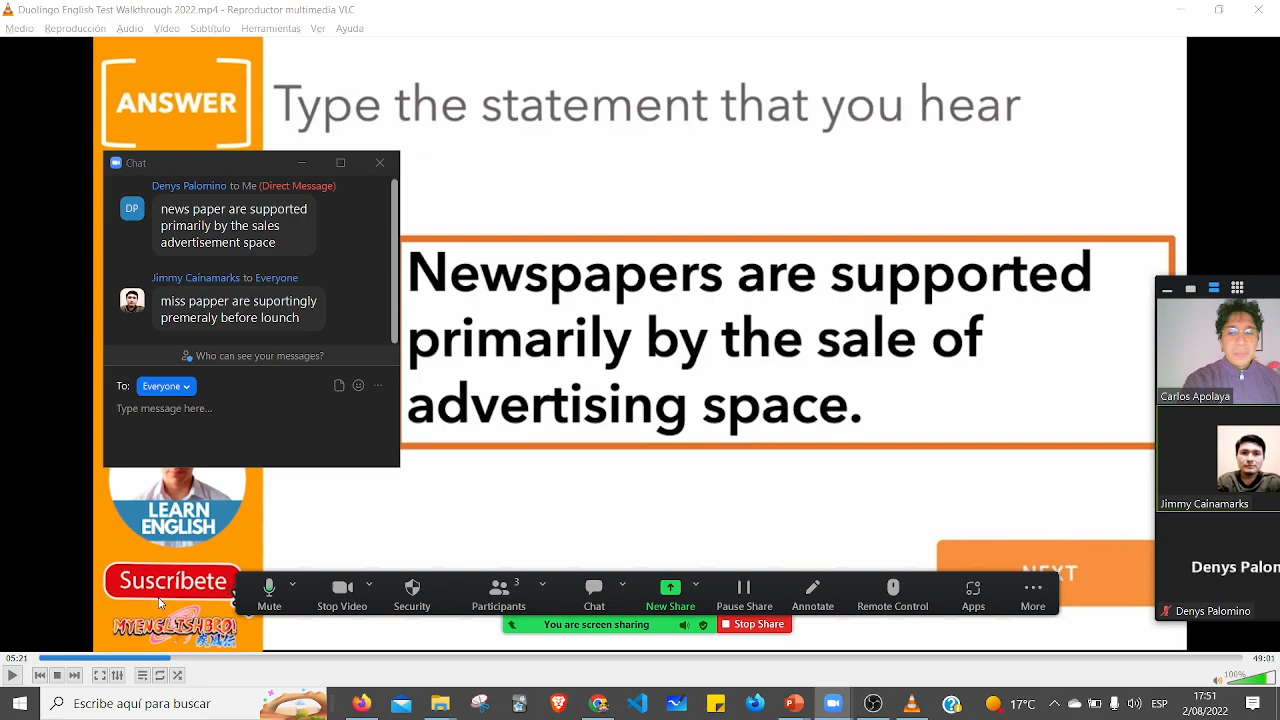 Duolingo English Test Walkthrough 2022.mp4 - Reproductor multimedia VLC
Medio Reproducción Audio Vídeo Subtítulo Herramientas Ver Ayuda
ANSWER
Type the statement that you hear
Chat
Denys Palomino to Me (Direct Message)
DP
news paper are supported
primarily by the sales
advertisement space
Jimmy Cainamarks to Everyone
miss papper are suportingly
premeraly before lounch
Who can see your messages?
To: Everyone
Type message here...
Newspapers are supported
primarily by the sale of
advertising space.
Carlos Apolaya
Jimmy Cainamarks
Denys Palon
Denys Palomino
LEARN
ENGLISH
Suscríbete
MYENGLISHBRO!
NEXT
Mute
Stop Video
Security
3
Participants
Chat
New Share
Pause Share
Annotate
Remote Control
Apps
More
You are screen sharing
Stop Share
05:21
49:01
100%
Escribe aquí para buscar
17°C
ESP
17:51
2/08/2022